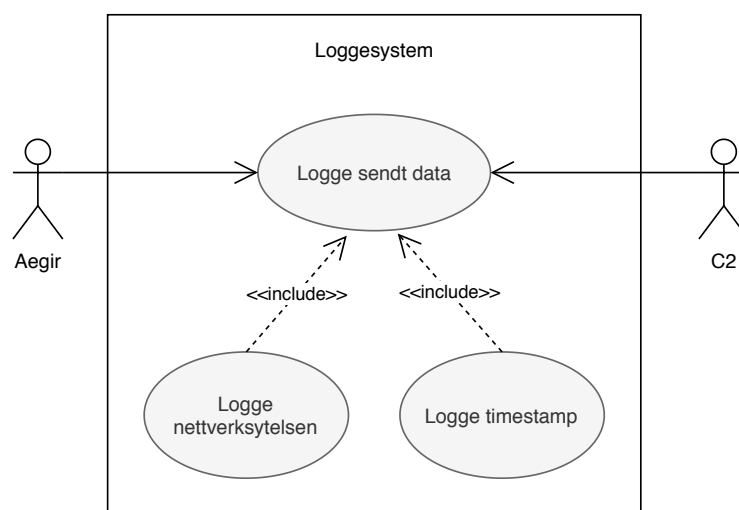 Loggesystem
Logge sendt data
Aegir
C2
<<include>>
<<include>>
Logge
nettverksytelsen
Logge timestamp